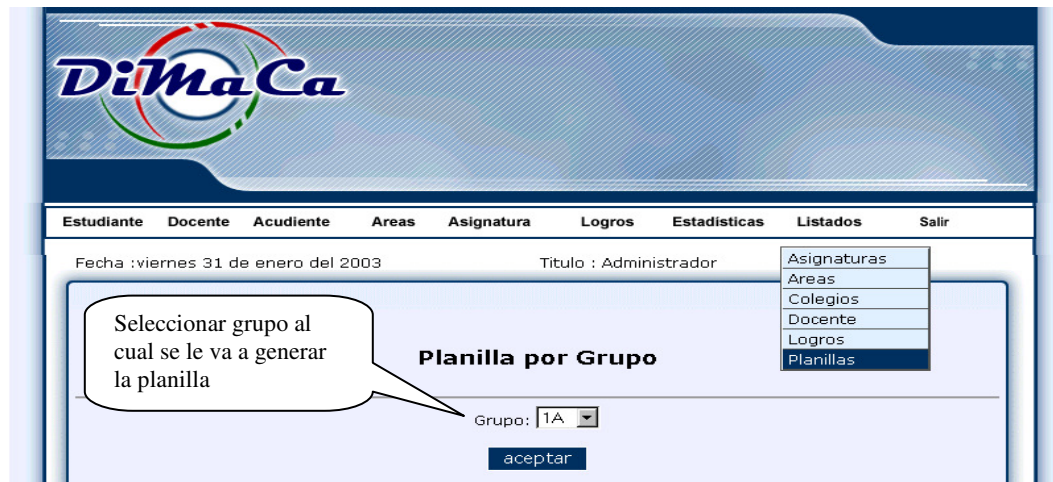 DiMaCa
Estudiante Docente Acudiente Areas Asignatura Logros Estadísticas Listados Salir
Fecha :viernes 31 de enero del 2003 Titulo : Administrador
Asignaturas
Areas
Colegios
Docente
Logros
Planillas
Seleccionar grupo al
cual se le va a generar
la planilla
Planilla por Grupo
Grupo: 1A
aceptar